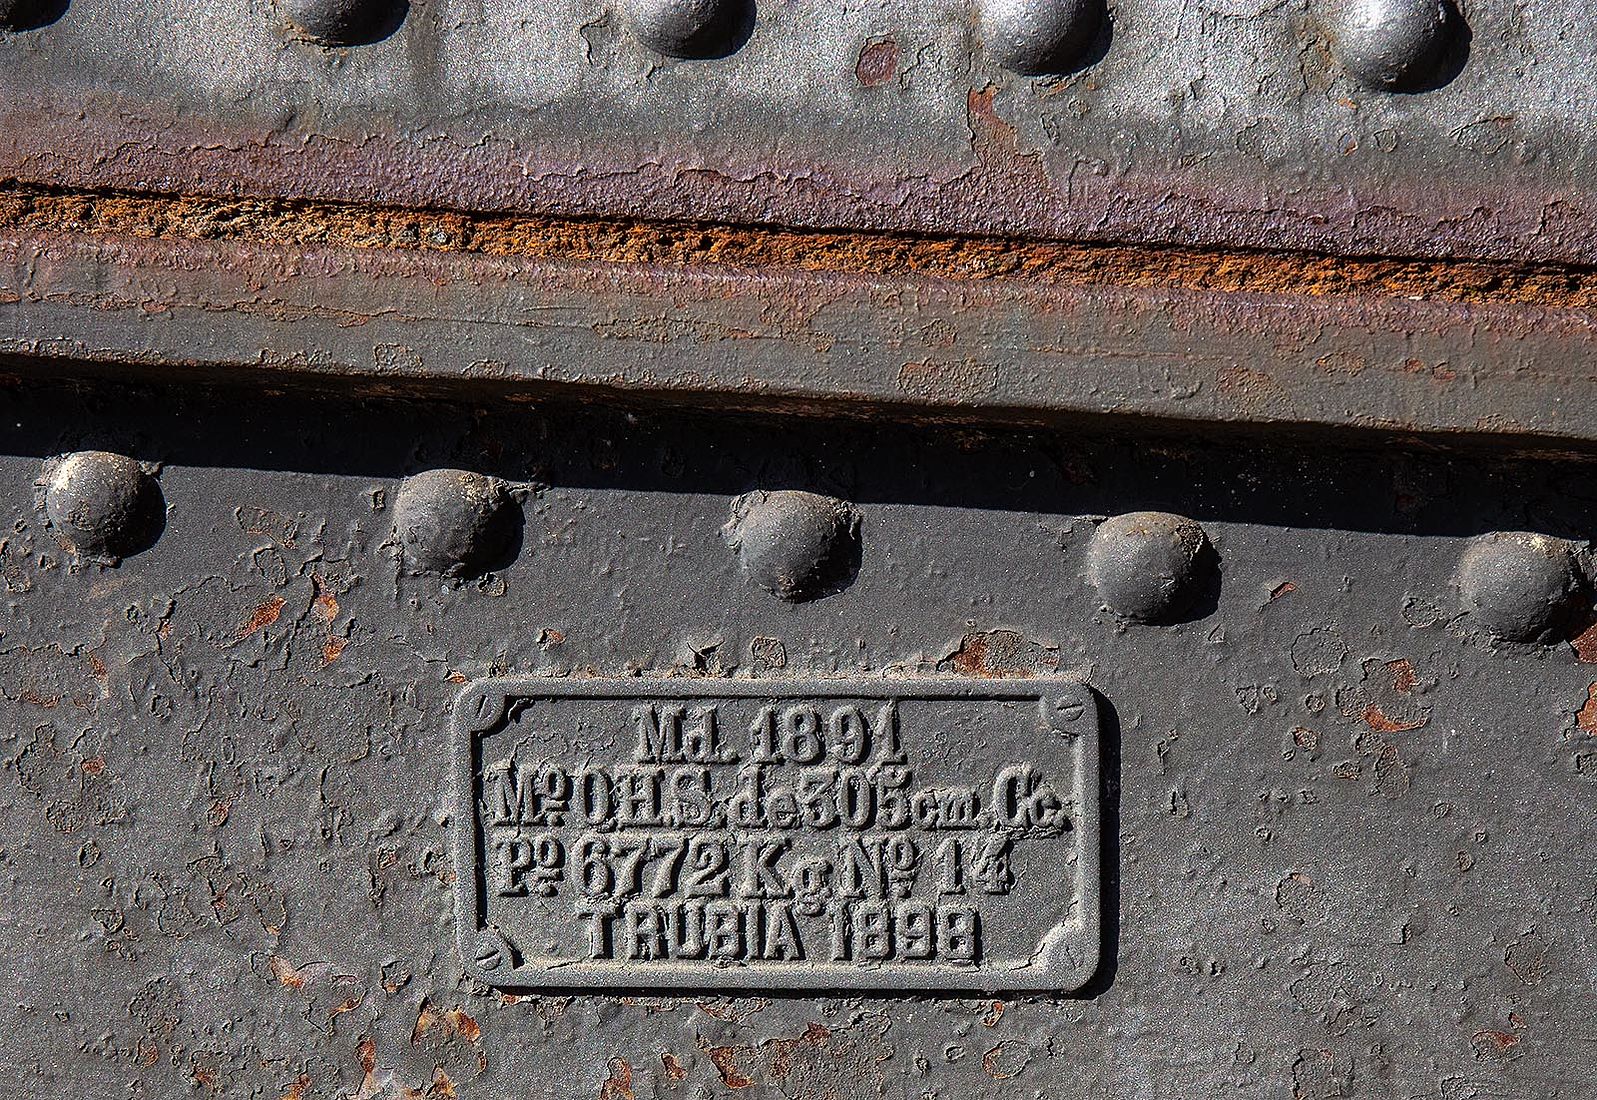 Md. 1891
Mº O.H.S. de 305 cm. Cc.
Pº 6772 Kg Nº 14
TRUBIA 1898